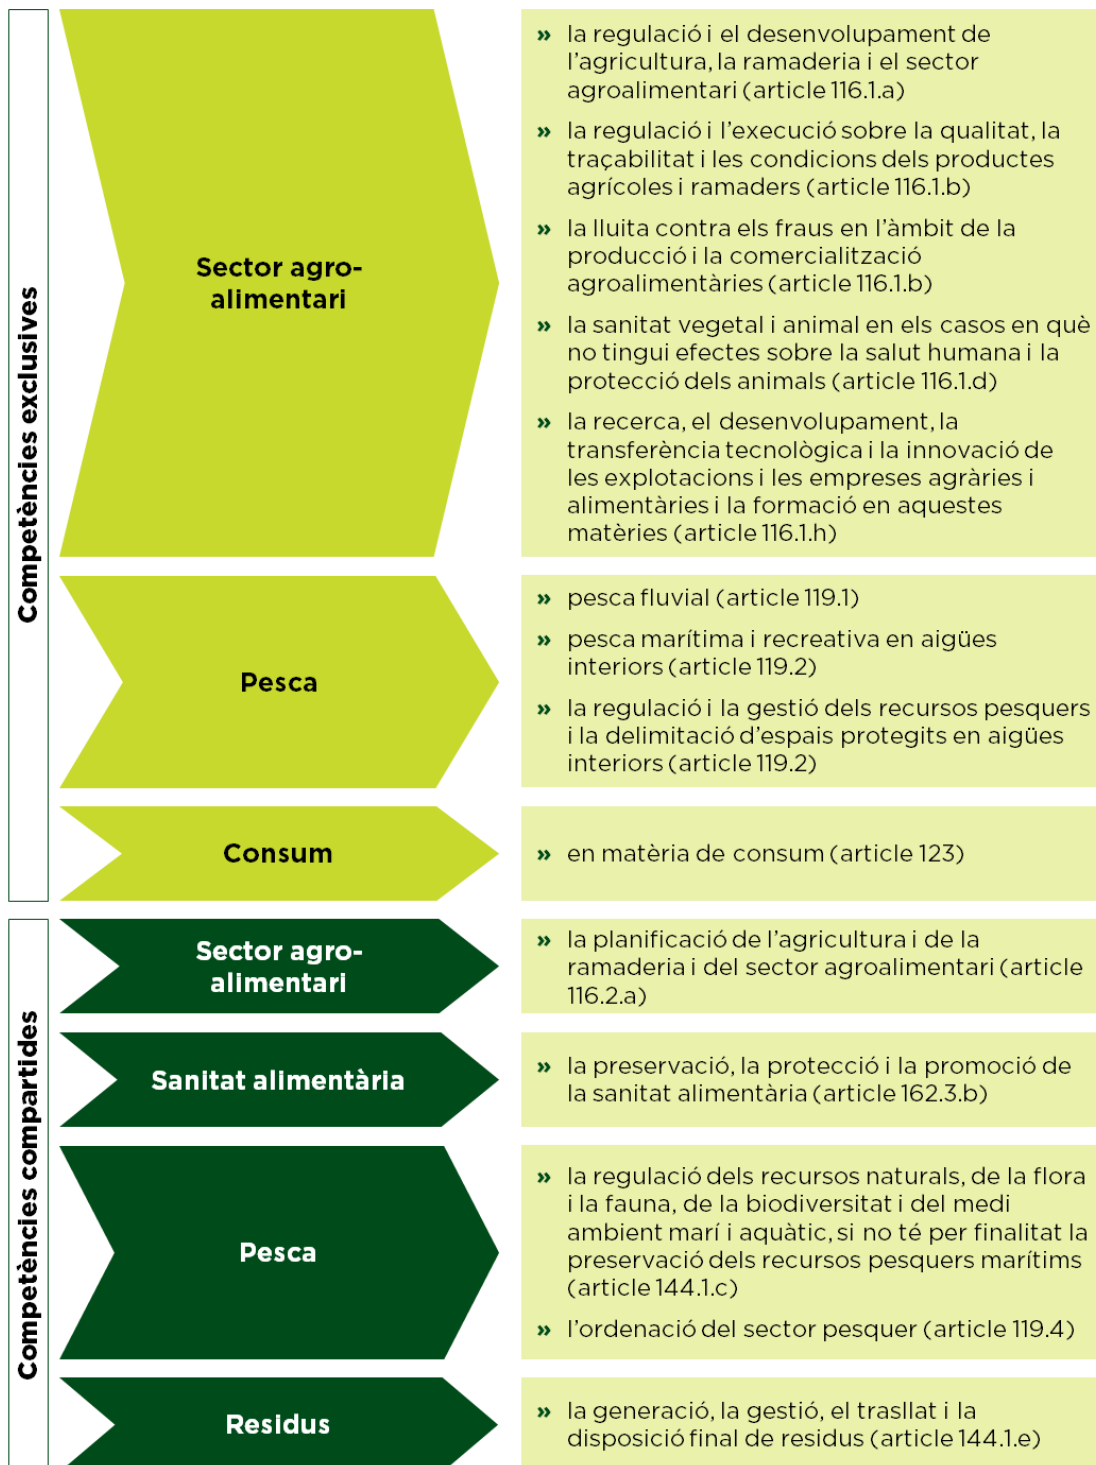 Competències exclusives
Sector agro-
alimentari
» la regulació i el desenvolupament de
l’agricultura, la ramaderia i el sector
agroalimentari (article 116.1.a)
» la regulació i l’execució sobre la qualitat, la
traçabilitat i les condicions dels productes
agrícoles i ramaders (article 116.1.b)
» la lluita contra els fraus en l’àmbit de la
producció i la comercialització
agroalimentàries (article 116.1.b)
» la sanitat vegetal i animal en els casos en què
no tingui efectes sobre la salut humana i la
protecció dels animals (article 116.1.d)
» la recerca, el desenvolupament, la
transferència tecnològica i la innovació de
les explotacions i les empreses agràries i
alimentàries i la formació en aquestes
matèries (article 116.1.h)
Pesca
» pesca fluvial (article 119.1)
» pesca marítima i recreativa en aigües
interiors (article 119.2)
» la regulació i la gestió dels recursos pesquers
i la delimitació d’espais protegits en aigües
interiors (article 119.2)
Consum
» en matèria de consum (article 123)
Competències compartides
Sector agro-
alimentari
» la planificació de l’agricultura i de la
ramaderia i del sector agroalimentari (article
116.2.a)
Sanitat alimentària
» la preservació, la protecció i la promoció de
la sanitat alimentària (article 162.3.b)
Pesca
» la regulació dels recursos naturals, de la flora
i la fauna, de la biodiversitat i del medi
ambient marí i aquàtic, si no té per finalitat la
preservació dels recursos pesquers marítims
(article 144.1.c)
» l’ordenació del sector pesquer (article 119.4)
Residus
» la generació, la gestió, el trasllat i la
disposició final de residus (article 144.1.e)